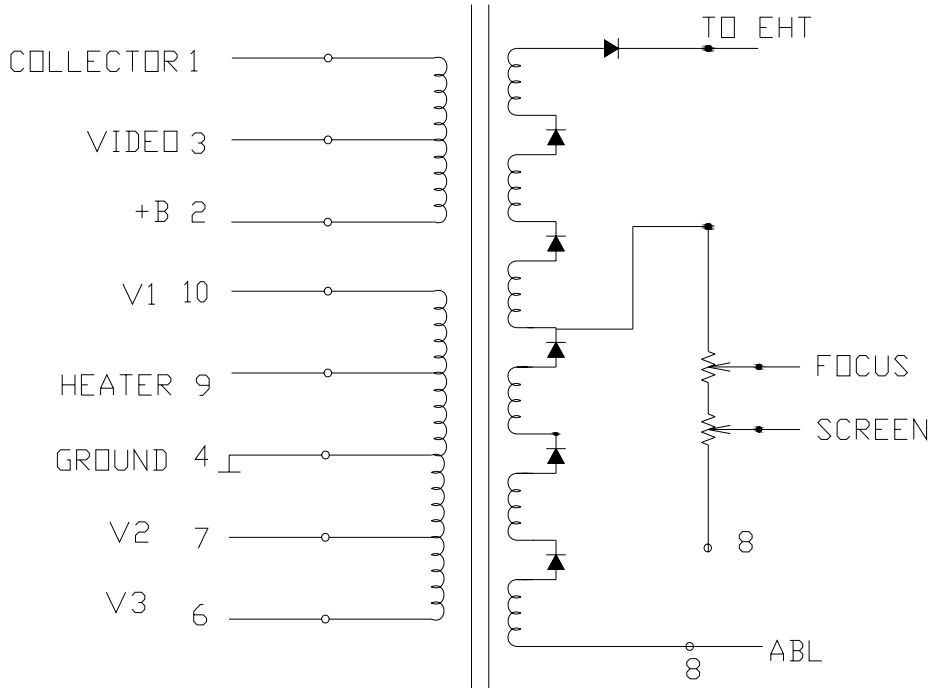 TO EHT
COLLECTOR 1
VIDEO 3
+B 2
V1 10
HEATER 9
FOCUS
SCREEN
GROUND 4
V2 7
8
V3 6
ABL
8